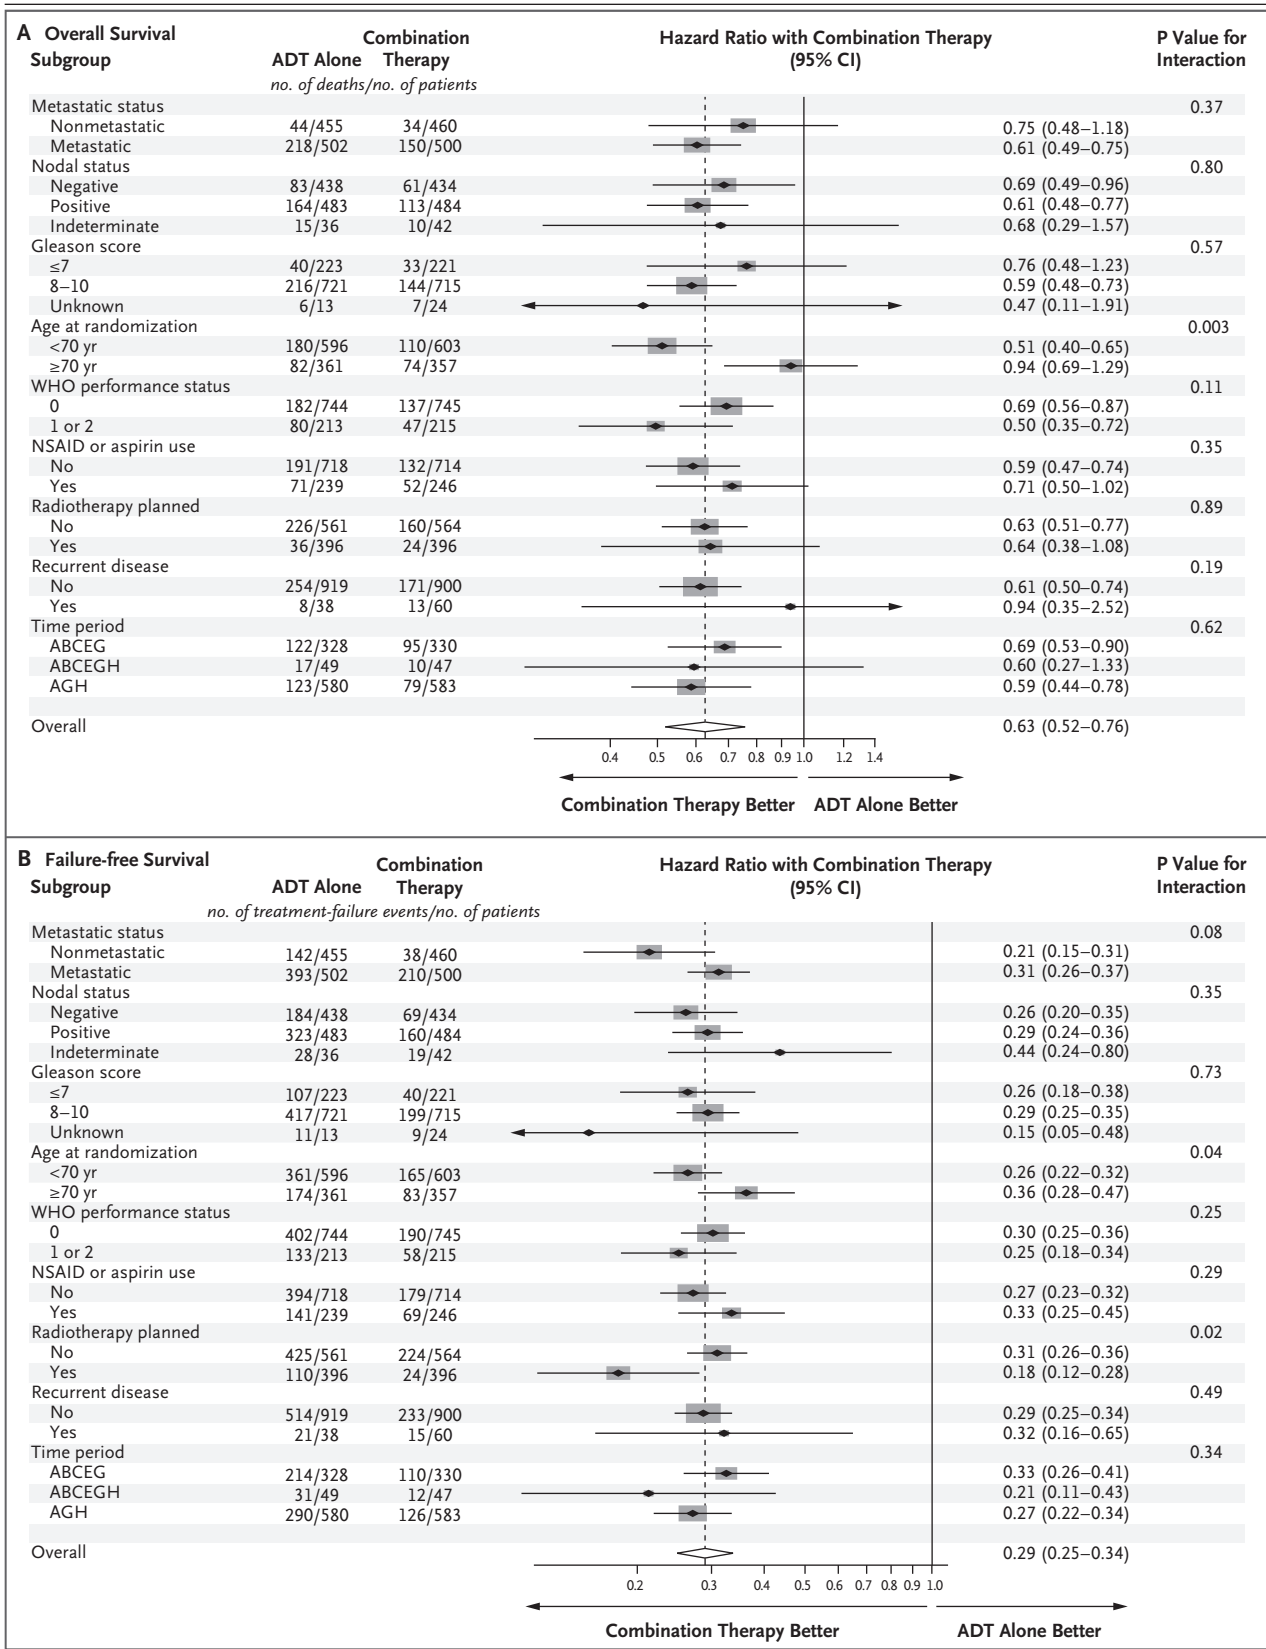 A Overall Survival
Subgroup ADT Alone Combination Therapy Hazard Ratio with Combination Therapy (95% CI) P Value for Interaction
no. of deaths/no. of patients
Metastatic status 0.37
Nonmetastatic 44/455 34/460 0.75 (0.48–1.18)
Metastatic 218/502 150/500 0.61 (0.49–0.75)
Nodal status 0.80
Negative 83/438 61/434 0.69 (0.49–0.96)
Positive 164/483 113/484 0.61 (0.48–0.77)
Indeterminate 15/36 10/42 0.68 (0.29–1.57)
Gleason score 0.57
≤7 40/223 33/221 0.76 (0.48–1.23)
8–10 216/721 144/715 0.59 (0.48–0.73)
Unknown 6/13 7/24 0.47 (0.11–1.91)
Age at randomization 0.003
<70 yr 180/596 110/603 0.51 (0.40–0.65)
≥70 yr 82/361 74/357 0.94 (0.69–1.29)
WHO performance status 0.11
0 182/744 137/745 0.69 (0.56–0.87)
1 or 2 80/213 47/215 0.50 (0.35–0.72)
NSAID or aspirin use 0.35
No 191/718 132/714 0.59 (0.47–0.74)
Yes 71/239 52/246 0.71 (0.50–1.02)
Radiotherapy planned 0.89
No 226/561 160/564 0.63 (0.51–0.77)
Yes 36/396 24/396 0.64 (0.38–1.08)
Recurrent disease 0.19
No 254/919 171/900 0.61 (0.50–0.74)
Yes 8/38 13/60 0.94 (0.35–2.52)
Time period 0.62
ABCEG 122/328 95/330 0.69 (0.53–0.90)
ABCEGH 17/49 10/47 0.60 (0.27–1.33)
AGH 123/580 79/583 0.59 (0.44–0.78)
Overall 0.63 (0.52–0.76)
0.4 0.5 0.6 0.7 0.8 0.9 1.0 1.2 1.4
Combination Therapy Better ADT Alone Better
B Failure-free Survival
Subgroup ADT Alone Combination Therapy Hazard Ratio with Combination Therapy (95% CI) P Value for Interaction
no. of treatment-failure events/no. of patients
Metastatic status 0.08
Nonmetastatic 142/455 38/460 0.21 (0.15–0.31)
Metastatic 393/502 210/500 0.31 (0.26–0.37)
Nodal status 0.35
Negative 184/438 69/434 0.26 (0.20–0.35)
Positive 323/483 160/484 0.29 (0.24–0.36)
Indeterminate 28/36 19/42 0.44 (0.24–0.80)
Gleason score 0.73
≤7 107/223 40/221 0.26 (0.18–0.38)
8–10 417/721 199/715 0.29 (0.25–0.35)
Unknown 11/13 9/24 0.15 (0.05–0.48)
Age at randomization 0.04
<70 yr 361/596 165/603 0.26 (0.22–0.32)
≥70 yr 174/361 83/357 0.36 (0.28–0.47)
WHO performance status 0.25
0 402/744 190/745 0.30 (0.25–0.36)
1 or 2 133/213 58/215 0.25 (0.18–0.34)
NSAID or aspirin use 0.29
No 394/718 179/714 0.27 (0.23–0.32)
Yes 141/239 69/246 0.33 (0.25–0.45)
Radiotherapy planned 0.02
No 425/561 224/564 0.31 (0.26–0.36)
Yes 110/396 24/396 0.18 (0.12–0.28)
Recurrent disease 0.49
No 514/919 233/900 0.29 (0.25–0.34)
Yes 21/38 15/60 0.32 (0.16–0.65)
Time period 0.34
ABCEG 214/328 110/330 0.33 (0.26–0.41)
ABCEGH 31/49 12/47 0.21 (0.11–0.43)
AGH 290/580 126/583 0.27 (0.22–0.34)
Overall 0.29 (0.25–0.34)
0.2 0.3 0.4 0.5 0.6 0.7 0.8 0.9 1.0
Combination Therapy Better ADT Alone Better